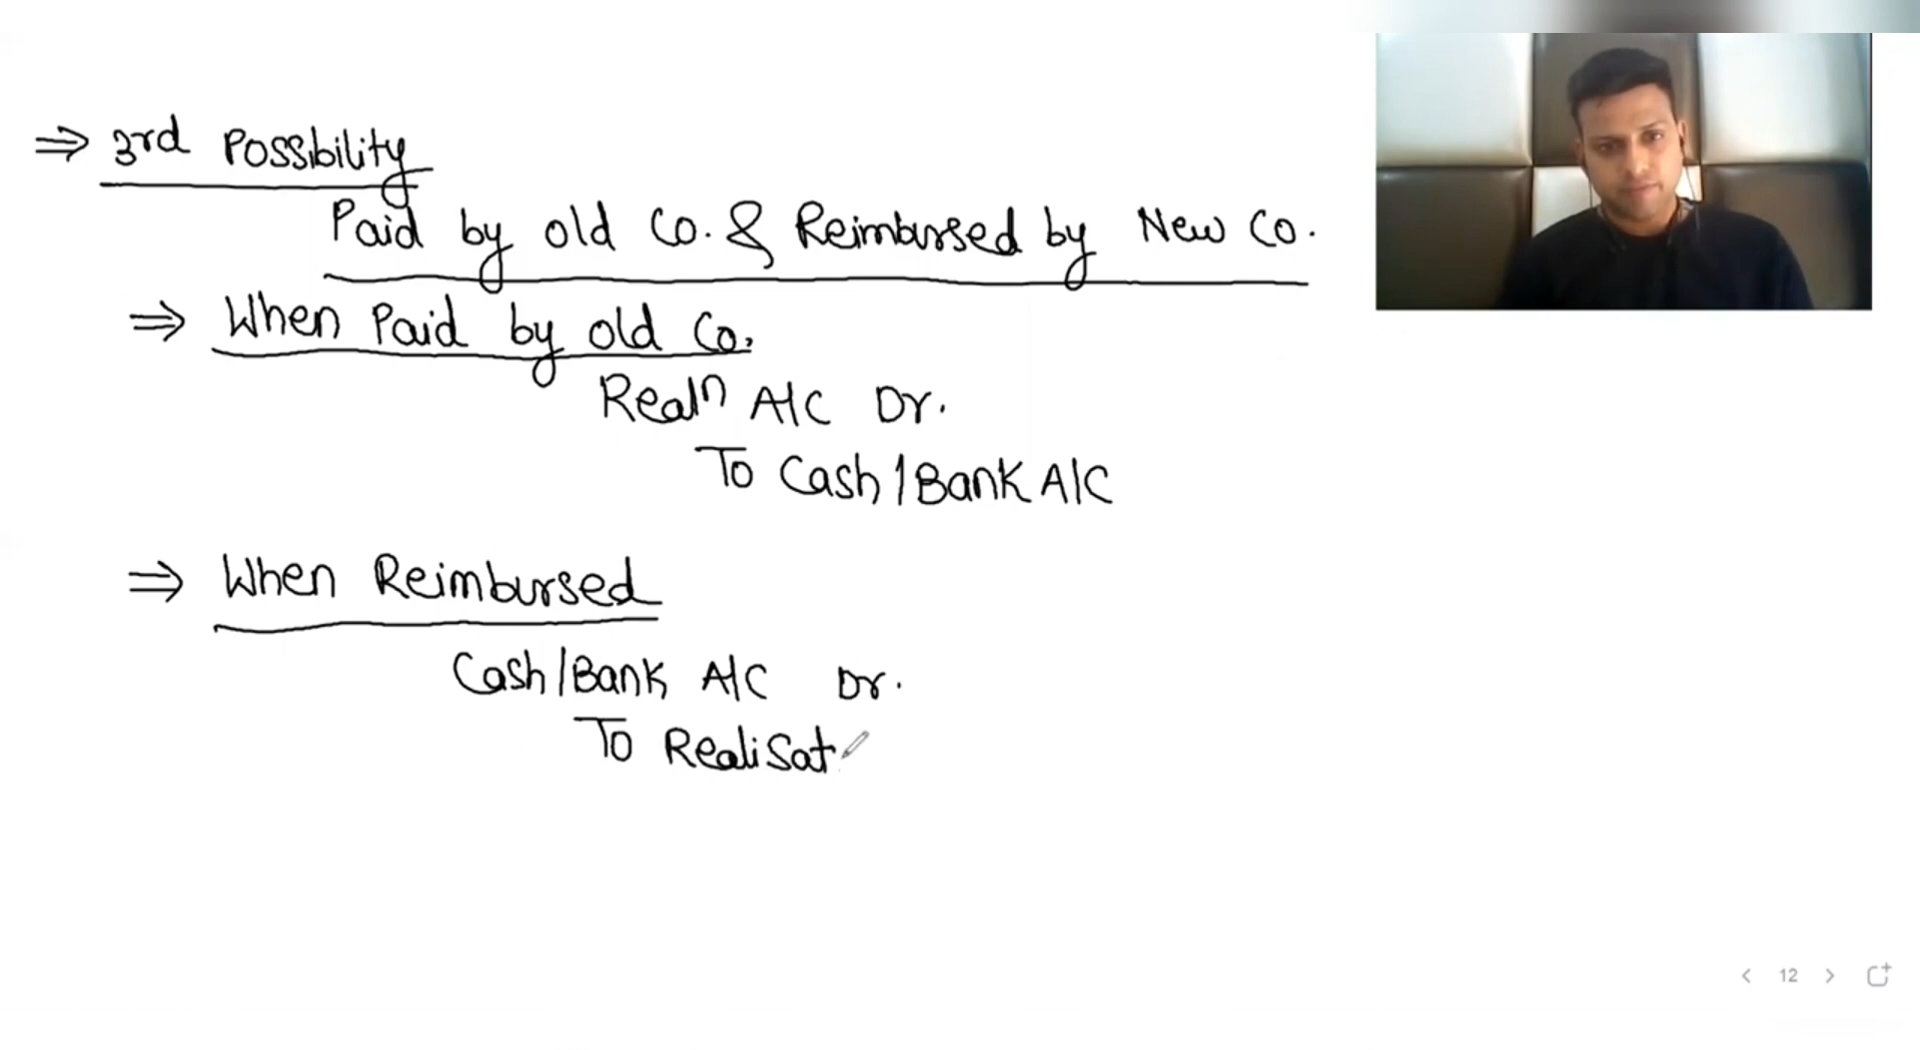 ⇒ 3rd Possibility
Paid by old Co. & Reimbursed by New Co.
⇒ When Paid by old Co.
Realn A/C Dr.
To Cash/Bank A/C
⇒ When Reimbursed
Cash/Bank A/C Dr.
To Realisat
< 12 >